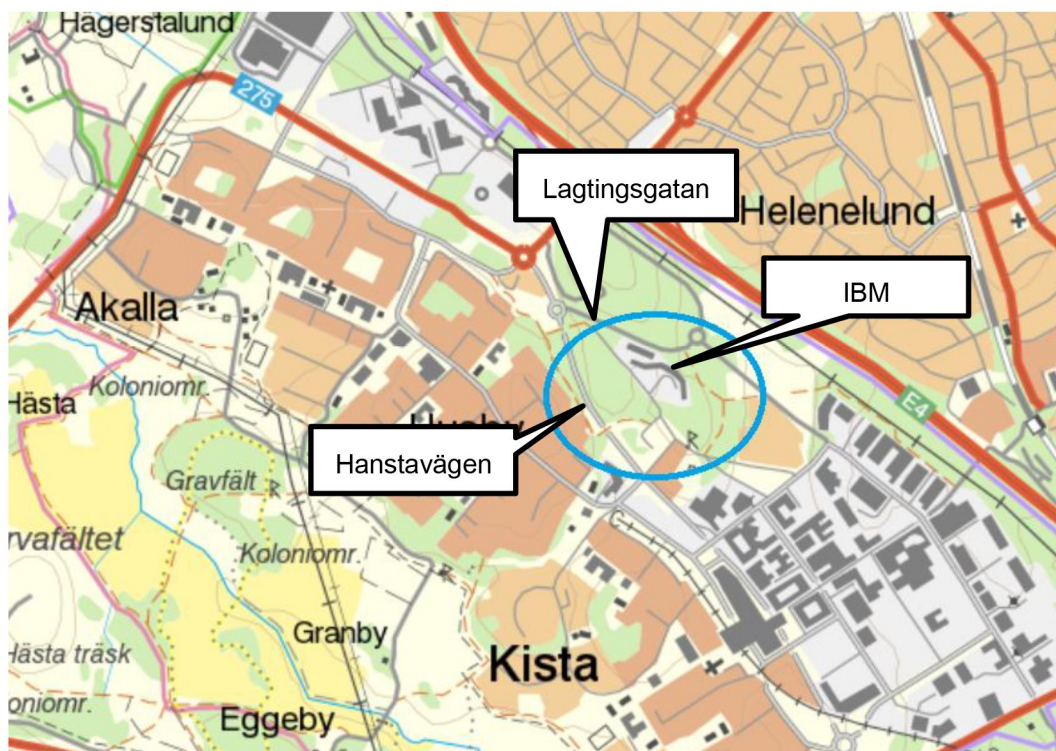 Hägerstalund
275
Lagtingsgatan
Helenelund
IBM
Akalla
Koloniomr.
Hästa
E4
Hanstavägen
Gravfält
Koloniomr.
rvafältet
Granby
Kista
Hästa träsk
oniomr.
Eggeby